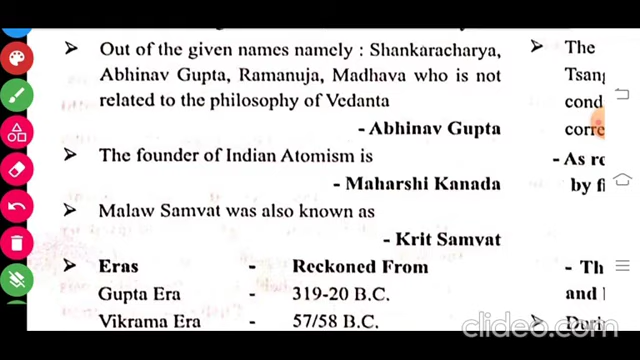 ➢ Out of the given names namely : Shankaracharya,
Abhinav Gupta, Ramanuja, Madhava who is not
related to the philosophy of Vedanta
- Abhinav Gupta
➢ The founder of Indian Atomism is
- Maharshi Kanada
➢ Malaw Samvat was also known as
- Krit Samvat
➢ Eras - Reckoned From
Gupta Era - 319-20 B.C.
Vikrama Era - 57/58 B.C.
➢ The
Tsang
cond
corre
- As re
by fi
- Th
and
➢ Duri
clideo.com